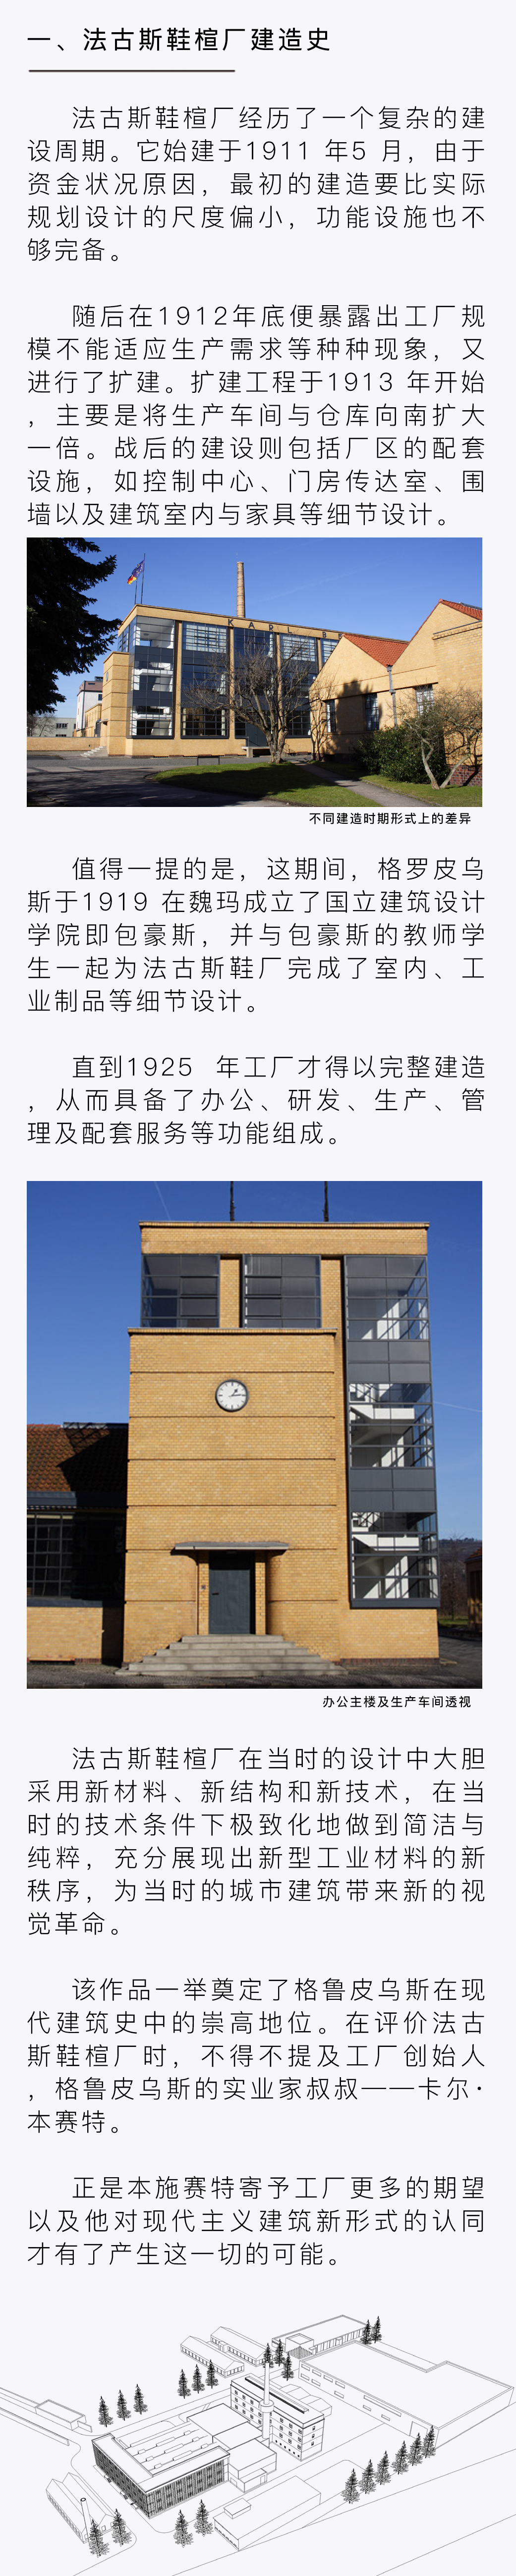 一、法古斯鞋楦厂建造史
法古斯鞋楦厂经历了一个复杂的建
设周期。它始建于1911 年5 月，由于
资金状况原因，最初的建造要比实际
规划设计的尺度偏小，功能设施也不
够完备。
随后在1912年底便暴露出工厂规
模不能适应生产需求等种种现象，又
进行了扩建。扩建工程于1913 年开始
，主要是将生产车间与仓库向南扩大
一倍。战后的建设则包括厂区的配套
设施，如控制中心、门房传达室、围
墙以及建筑室内与家具等细节设计。
KARL BE
不同建造时期形式上的差异
值得一提的是，这期间，格罗皮乌
斯于1919 在魏玛成立了国立建筑设计
学院即包豪斯，并与包豪斯的教师学
生一起为法古斯鞋厂完成了室内、工
业制品等细节设计。
直到1925 年工厂才得以完整建造
，从而具备了办公、研发、生产、管
理及配套服务等功能组成。
办公主楼及生产车间透视
法古斯鞋楦厂在当时的设计中大胆
采用新材料、新结构和新技术，在当
时的技术条件下极致化地做到简洁与
纯粹，充分展现出新型工业材料的新
秩序，为当时的城市建筑带来新的视
觉革命。
该作品一举奠定了格鲁皮乌斯在现
代建筑史中的崇高地位。在评价法古
斯鞋楦厂时，不得不提及工厂创始人
，格鲁皮乌斯的实业家叔叔——卡尔·
本赛特。
正是本施赛特寄予工厂更多的期望
以及他对现代主义建筑新形式的认同
才有了产生这一切的可能。